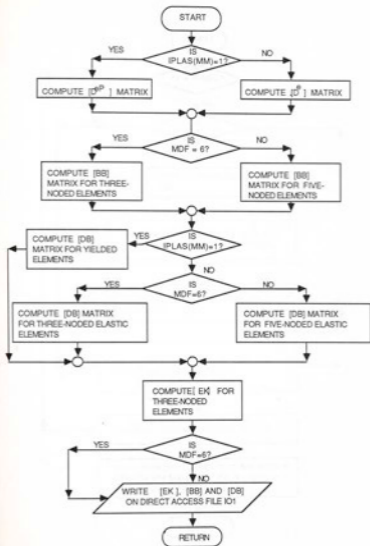 START
IS
IPLAS(MM)=1?
YES
NO
COMPUTE [D^ep] MATRIX
COMPUTE [D^e] MATRIX
IS
MDF = 6?
YES
NO
COMPUTE [BB]
MATRIX FOR THREE-
NODED ELEMENTS
COMPUTE [BB]
MATRIX FOR FIVE-
NODED ELEMENTS
COMPUTE [DB]
MATRIX FOR YIELDED
ELEMENTS
YES
IS
IPLAS(MM)=1?
NO
YES
IS
MDF=6?
NO
COMPUTE [DB] MATRIX
FOR THREE-NODED ELASTIC
ELEMENTS
COMPUTE [DB] MATRIX
FOR FIVE-NODED ELASTIC
ELEMENTS
COMPUTE[ EK] FOR
THREE-NODED
ELEMENTS
YES
IS
MDF=6?
NO
WRITE [EK ], [BB] AND [DB]
ON DIRECT ACCESS FILE IO1
RETURN